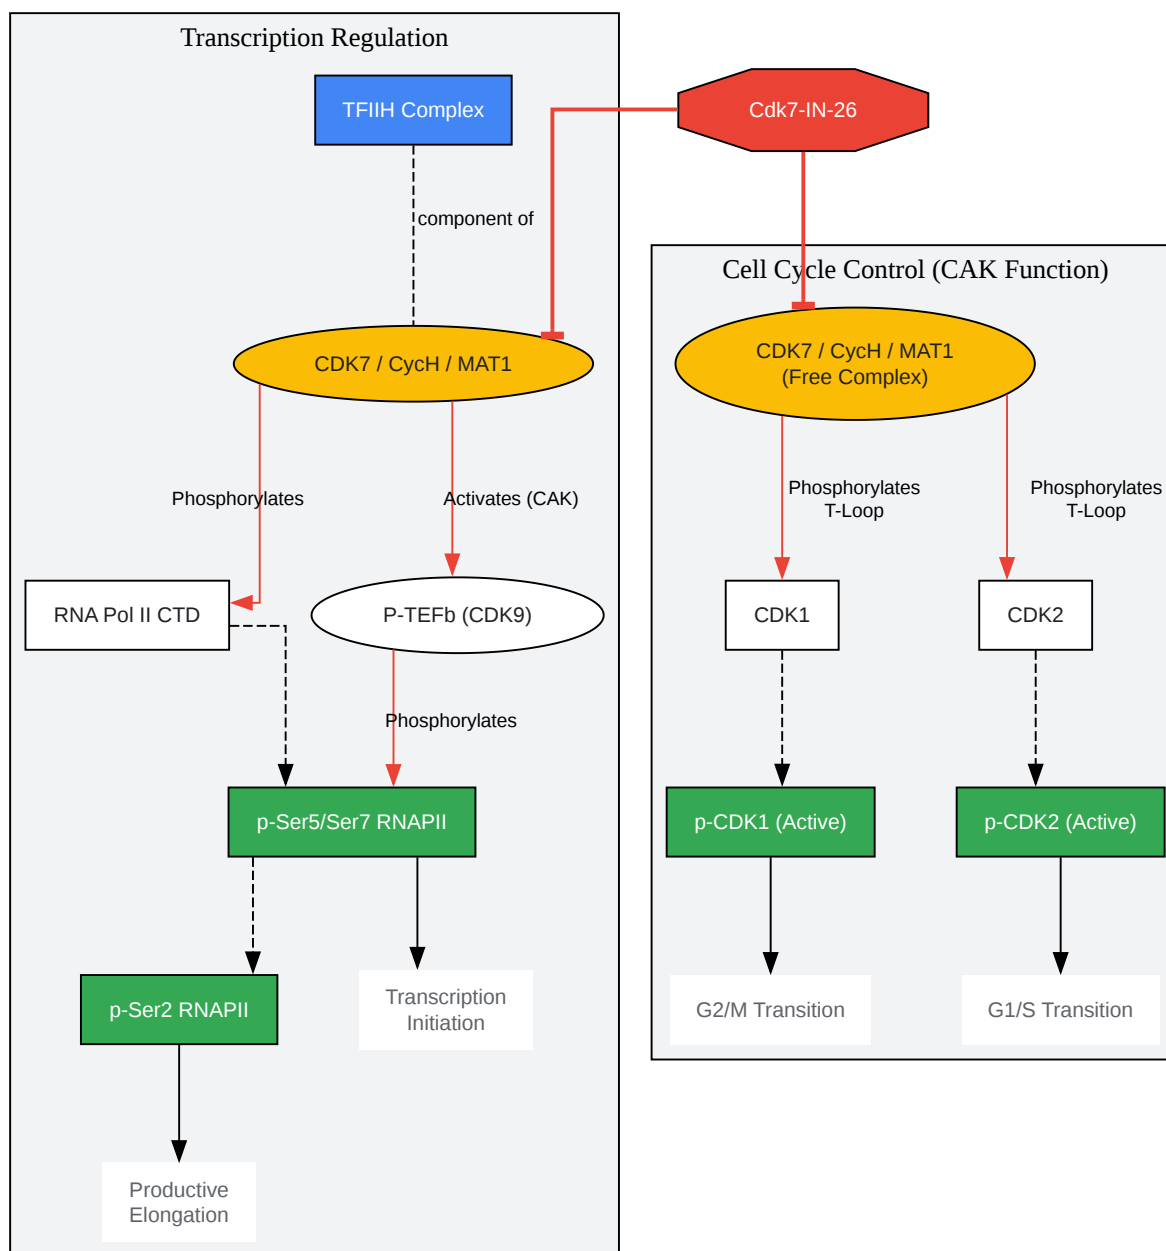 Transcription Regulation
TFIIH Complex
Cdk7-IN-26
component of
Cell Cycle Control (CAK Function)
CDK7 / CycH / MAT1
CDK7 / CycH / MAT1
(Free Complex)
Phosphorylates
Activates (CAK)
Phosphorylates
T-Loop
Phosphorylates
T-Loop
RNA Pol II CTD
P-TEFb (CDK9)
CDK1
CDK2
Phosphorylates
p-Ser5/Ser7 RNAPII
p-CDK1 (Active)
p-CDK2 (Active)
p-Ser2 RNAPII
Transcription
Initiation
G2/M Transition
G1/S Transition
Productive
Elongation